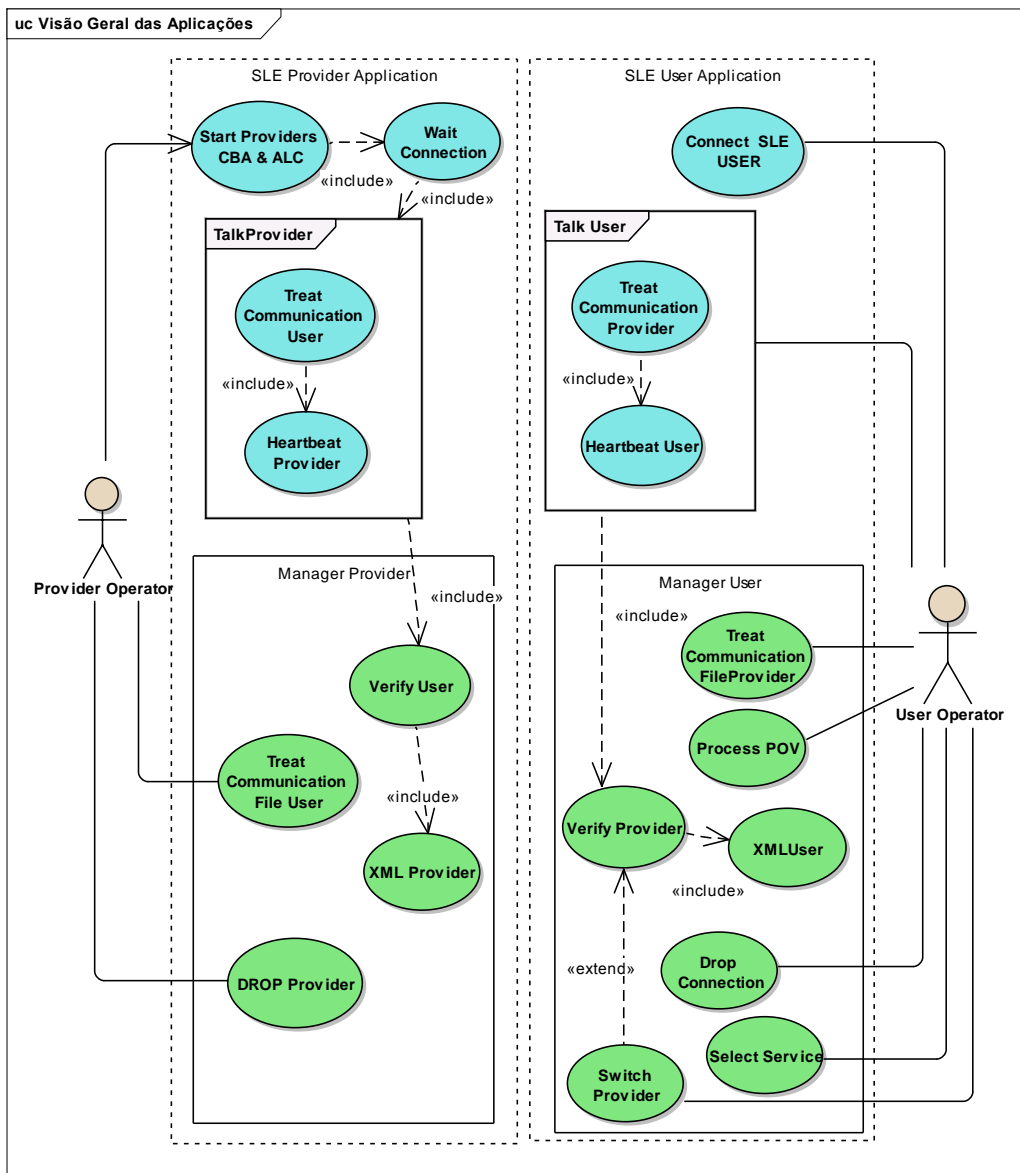 uc Visão Geral das Aplicações
SLE Provider Application
Start Providers
CBA & ALC
Wait
Connection
«include»
«include»
TalkProvider
Treat
Communication
User
«include»
Heartbeat
Provider
Provider Operator
Manager Provider
«include»
Verify User
Treat
Communication
File User
«include»
XML Provider
DROP Provider
SLE User Application
Connect SLE
USER
Talk User
Treat
Communication
Provider
«include»
Heartbeat User
Manager User
«include»
Treat
Communication
FileProvider
User Operator
Process POV
Verify Provider
XMLUser
«include»
«extend»
Drop
Connection
Select Service
Switch
Provider